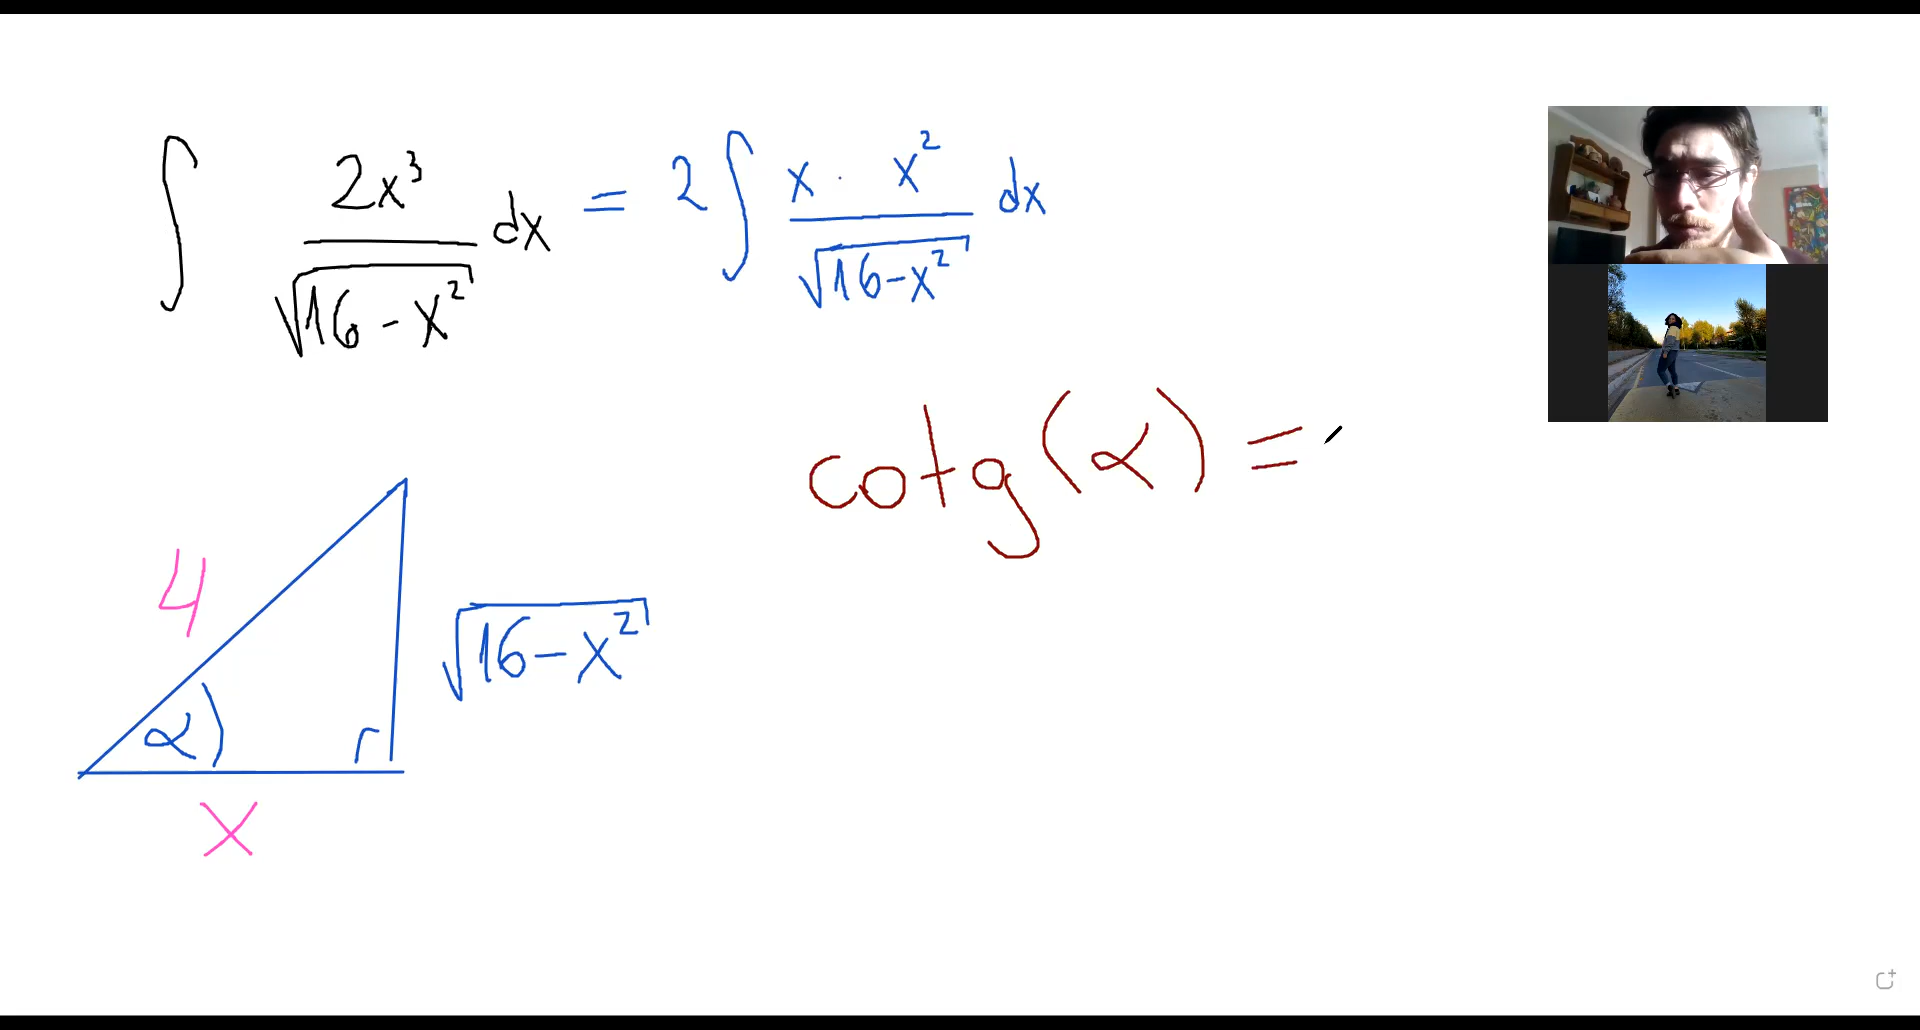 ∫ 2x³/√(16-x²) dx = 2∫ x · x²/√(16-x²) dx
cotg(α) =
4
√(16-x²)
α
x